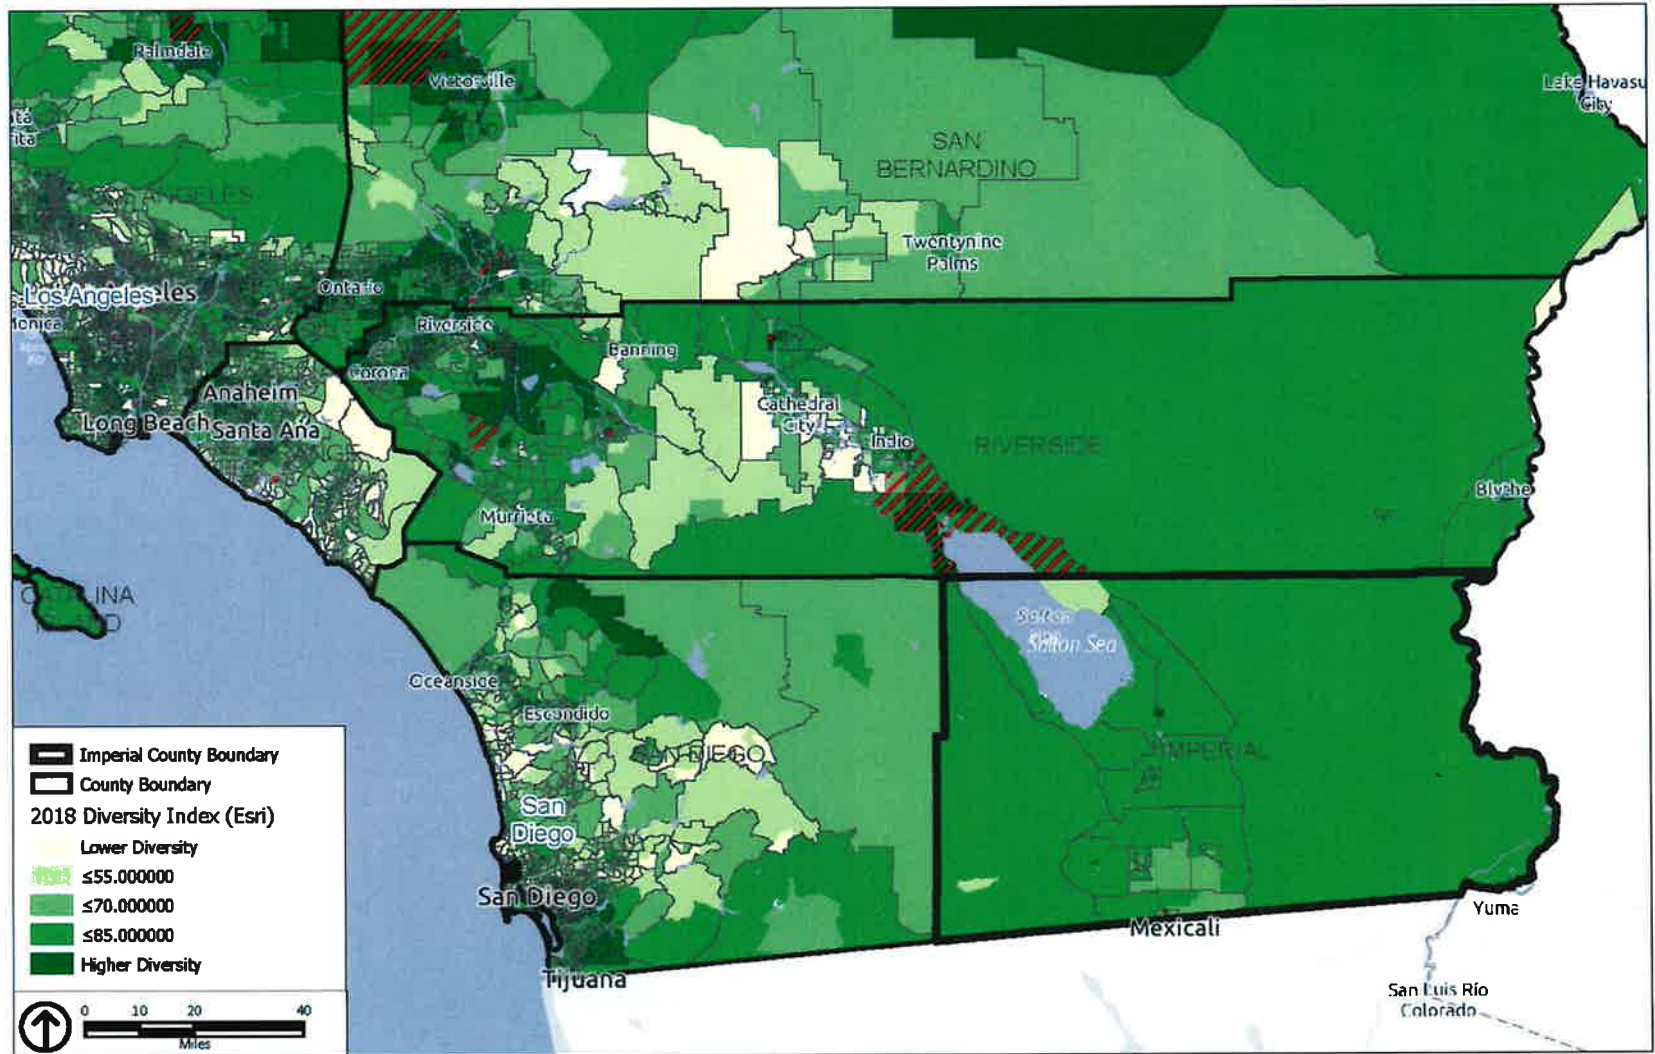 Palmdale
Victorville
Lake Havasu
City
SAN
BERNARDINO
Twentynine
Palms
Los Angeles
Ontario
Riverside
Corona
Banning
Anaheim
Long Beach
Santa Ana
Cathedral
City
Indio
RIVERSIDE
Blythe
Murrieta
CATALINA
Salton Sea
Oceanside
Escondido
SAN DIEGO
IMPERIAL
San
Diego
San Diego
Mexicali
Yuma
Tijuana
San Luis Río
Colorado
Imperial County Boundary
County Boundary
2018 Diversity Index (Esri)
Lower Diversity
≤55.000000
≤70.000000
≤85.000000
Higher Diversity
0 10 20 40
Miles